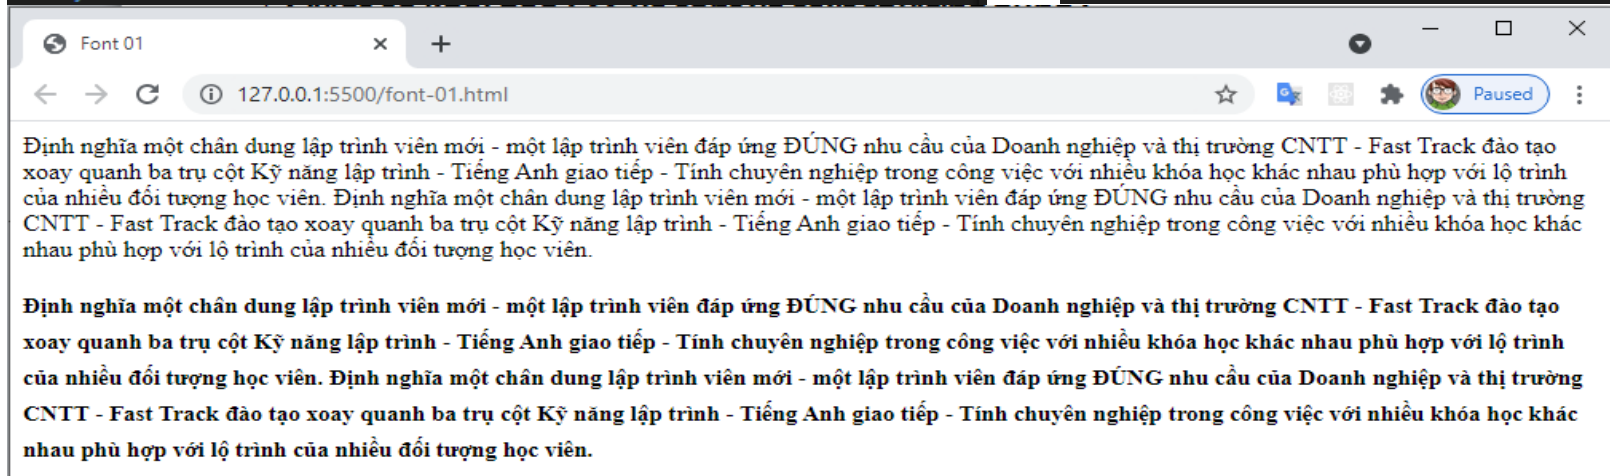 Font 01
127.0.0.1:5500/font-01.html
Paused
Định nghĩa một chân dung lập trình viên mới - một lập trình viên đáp ứng ĐÚNG nhu cầu của Doanh nghiệp và thị trường CNTT - Fast Track đào tạo
xoay quanh ba trụ cột Kỹ năng lập trình - Tiếng Anh giao tiếp - Tính chuyên nghiệp trong công việc với nhiều khóa học khác nhau phù hợp với lộ trình
của nhiều đối tượng học viên. Định nghĩa một chân dung lập trình viên mới - một lập trình viên đáp ứng ĐÚNG nhu cầu của Doanh nghiệp và thị trường
CNTT - Fast Track đào tạo xoay quanh ba trụ cột Kỹ năng lập trình - Tiếng Anh giao tiếp - Tính chuyên nghiệp trong công việc với nhiều khóa học khác
nhau phù hợp với lộ trình của nhiều đối tượng học viên.
Định nghĩa một chân dung lập trình viên mới - một lập trình viên đáp ứng ĐÚNG nhu cầu của Doanh nghiệp và thị trường CNTT - Fast Track đào tạo
xoay quanh ba trụ cột Kỹ năng lập trình - Tiếng Anh giao tiếp - Tính chuyên nghiệp trong công việc với nhiều khóa học khác nhau phù hợp với lộ trình
của nhiều đối tượng học viên. Định nghĩa một chân dung lập trình viên mới - một lập trình viên đáp ứng ĐÚNG nhu cầu của Doanh nghiệp và thị trường
CNTT - Fast Track đào tạo xoay quanh ba trụ cột Kỹ năng lập trình - Tiếng Anh giao tiếp - Tính chuyên nghiệp trong công việc với nhiều khóa học khác
nhau phù hợp với lộ trình của nhiều đối tượng học viên.